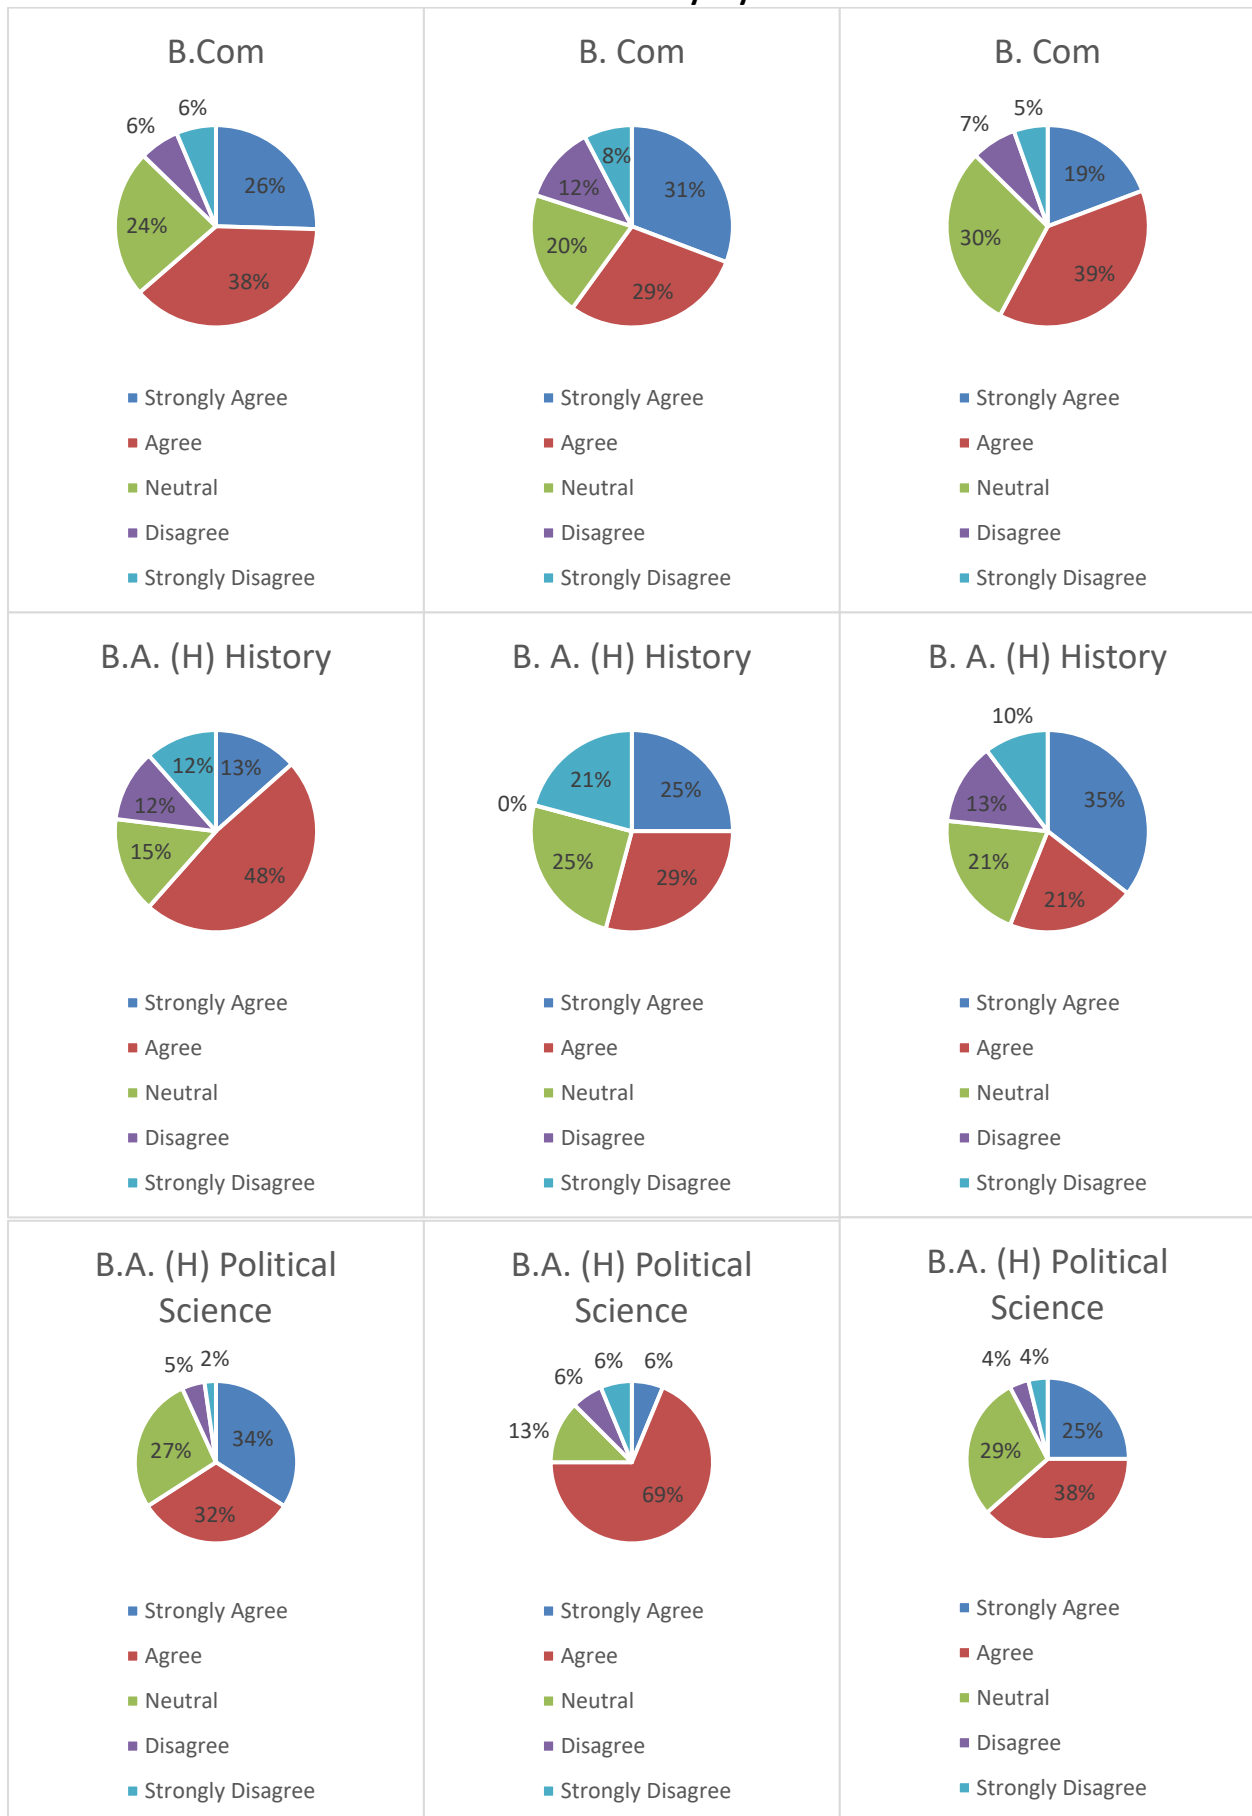 B.Com
6%
6%
26%
24%
38%
Strongly Agree
Agree
Neutral
Disagree
Strongly Disagree
B. Com
8%
12%
31%
20%
29%
Strongly Agree
Agree
Neutral
Disagree
Strongly Disagree
B. Com
5%
7%
19%
30%
39%
Strongly Agree
Agree
Neutral
Disagree
Strongly Disagree
B.A. (H) History
12%
13%
12%
15%
48%
Strongly Agree
Agree
Neutral
Disagree
Strongly Disagree
B. A. (H) History
21%
25%
0%
25%
29%
Strongly Agree
Agree
Neutral
Disagree
Strongly Disagree
B. A. (H) History
10%
35%
13%
21%
21%
Strongly Agree
Agree
Neutral
Disagree
Strongly Disagree
B.A. (H) Political
Science
5%
2%
34%
27%
32%
Strongly Agree
Agree
Neutral
Disagree
Strongly Disagree
B.A. (H) Political
Science
6%
6%
6%
13%
69%
Strongly Agree
Agree
Neutral
Disagree
Strongly Disagree
B.A. (H) Political
Science
4%
4%
25%
29%
38%
Strongly Agree
Agree
Neutral
Disagree
Strongly Disagree